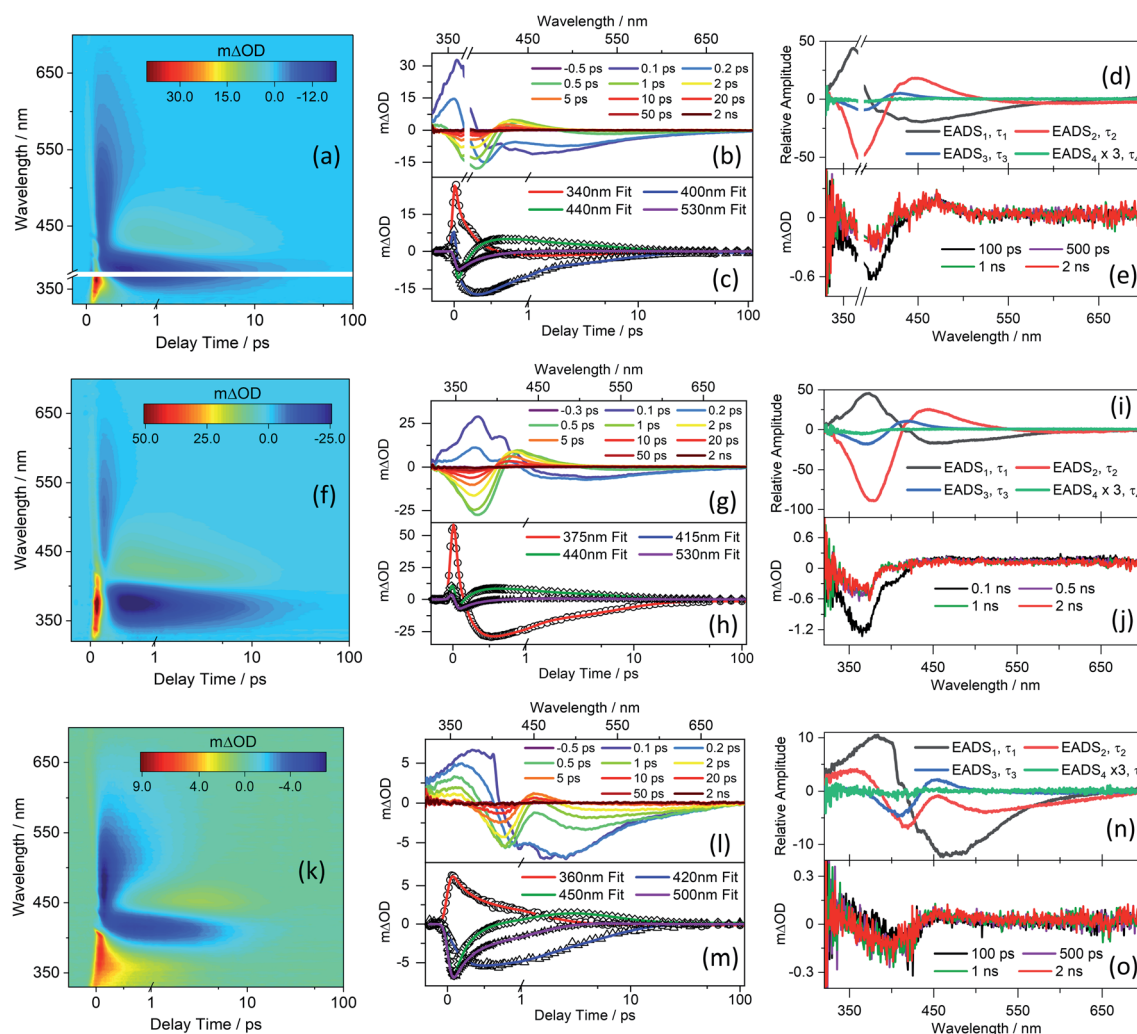 mΔOD
30.0 15.0 0.0 -12.0
650
550
450
350
Wavelength / nm
(a)
0 1 10 100
Delay Time / ps
Wavelength / nm
350 450 550 650
30
15
0
-15
mΔOD
-0.5 ps 0.1 ps 0.2 ps
0.5 ps 1 ps 2 ps
5 ps 10 ps 20 ps
50 ps 2 ns
(b)
15
0
-15
mΔOD
340nm Fit 400nm Fit
440nm Fit 530nm Fit
(c)
0 1 10 100
Delay Time / ps
50
0
-50
Relative Amplitude
(d)
EADS1, τ1 EADS2, τ2
EADS3, τ3 EADS4 x 3, τ4
0.0
-0.6
mΔOD
100 ps 500 ps
1 ns 2 ns
(e)
350 450 550 650
Wavelength / nm
mΔOD
50.0 25.0 0.0 -25.0
650
550
450
350
Wavelength / nm
(f)
0 1 10 100
Delay Time / ps
Wavelength / nm
350 450 550 650
25
0
-25
mΔOD
-0.3 ps 0.1 ps 0.2 ps
0.5 ps 1 ps 2 ps
5 ps 10 ps 20 ps
50 ps 2 ns
(g)
50
25
0
-25
mΔOD
375nm Fit 415nm Fit
440nm Fit 530nm Fit
(h)
0 1 10 100
Delay Time / ps
50
0
-50
-100
Relative Amplitude
(i)
EADS1, τ1 EADS2, τ2
EADS3, τ3 EADS4 x 3, τ
0.6
0.0
-0.6
-1.2
mΔOD
0.1 ns 0.5 ns
1 ns 2 ns
(j)
350 450 550 650
Wavelength / nm
mΔOD
9.0 4.0 0.0 -4.0
650
550
450
350
Wavelength / nm
(k)
0 1 10 100
Delay Time / ps
Wavelength / nm
350 450 550 650
5
0
-5
mΔOD
-0.5 ps 0.1 ps 0.2 ps
0.5 ps 1 ps 2 ps
5 ps 10 ps 20 ps
50 ps 2 ns
(l)
5
0
-5
mΔOD
360nm Fit 420nm Fit
450nm Fit 500nm Fit
(m)
0 1 10 100
Delay Time / ps
10
0
-10
Relative Amplitude
EADS1, τ1 EADS2, τ2
EADS3, τ3 EADS4 x3, τ
(n)
0.3
0.0
-0.3
mΔOD
100 ps 500 ps
1 ns 2 ns
(o)
350 450 550 650
Wavelength / nm